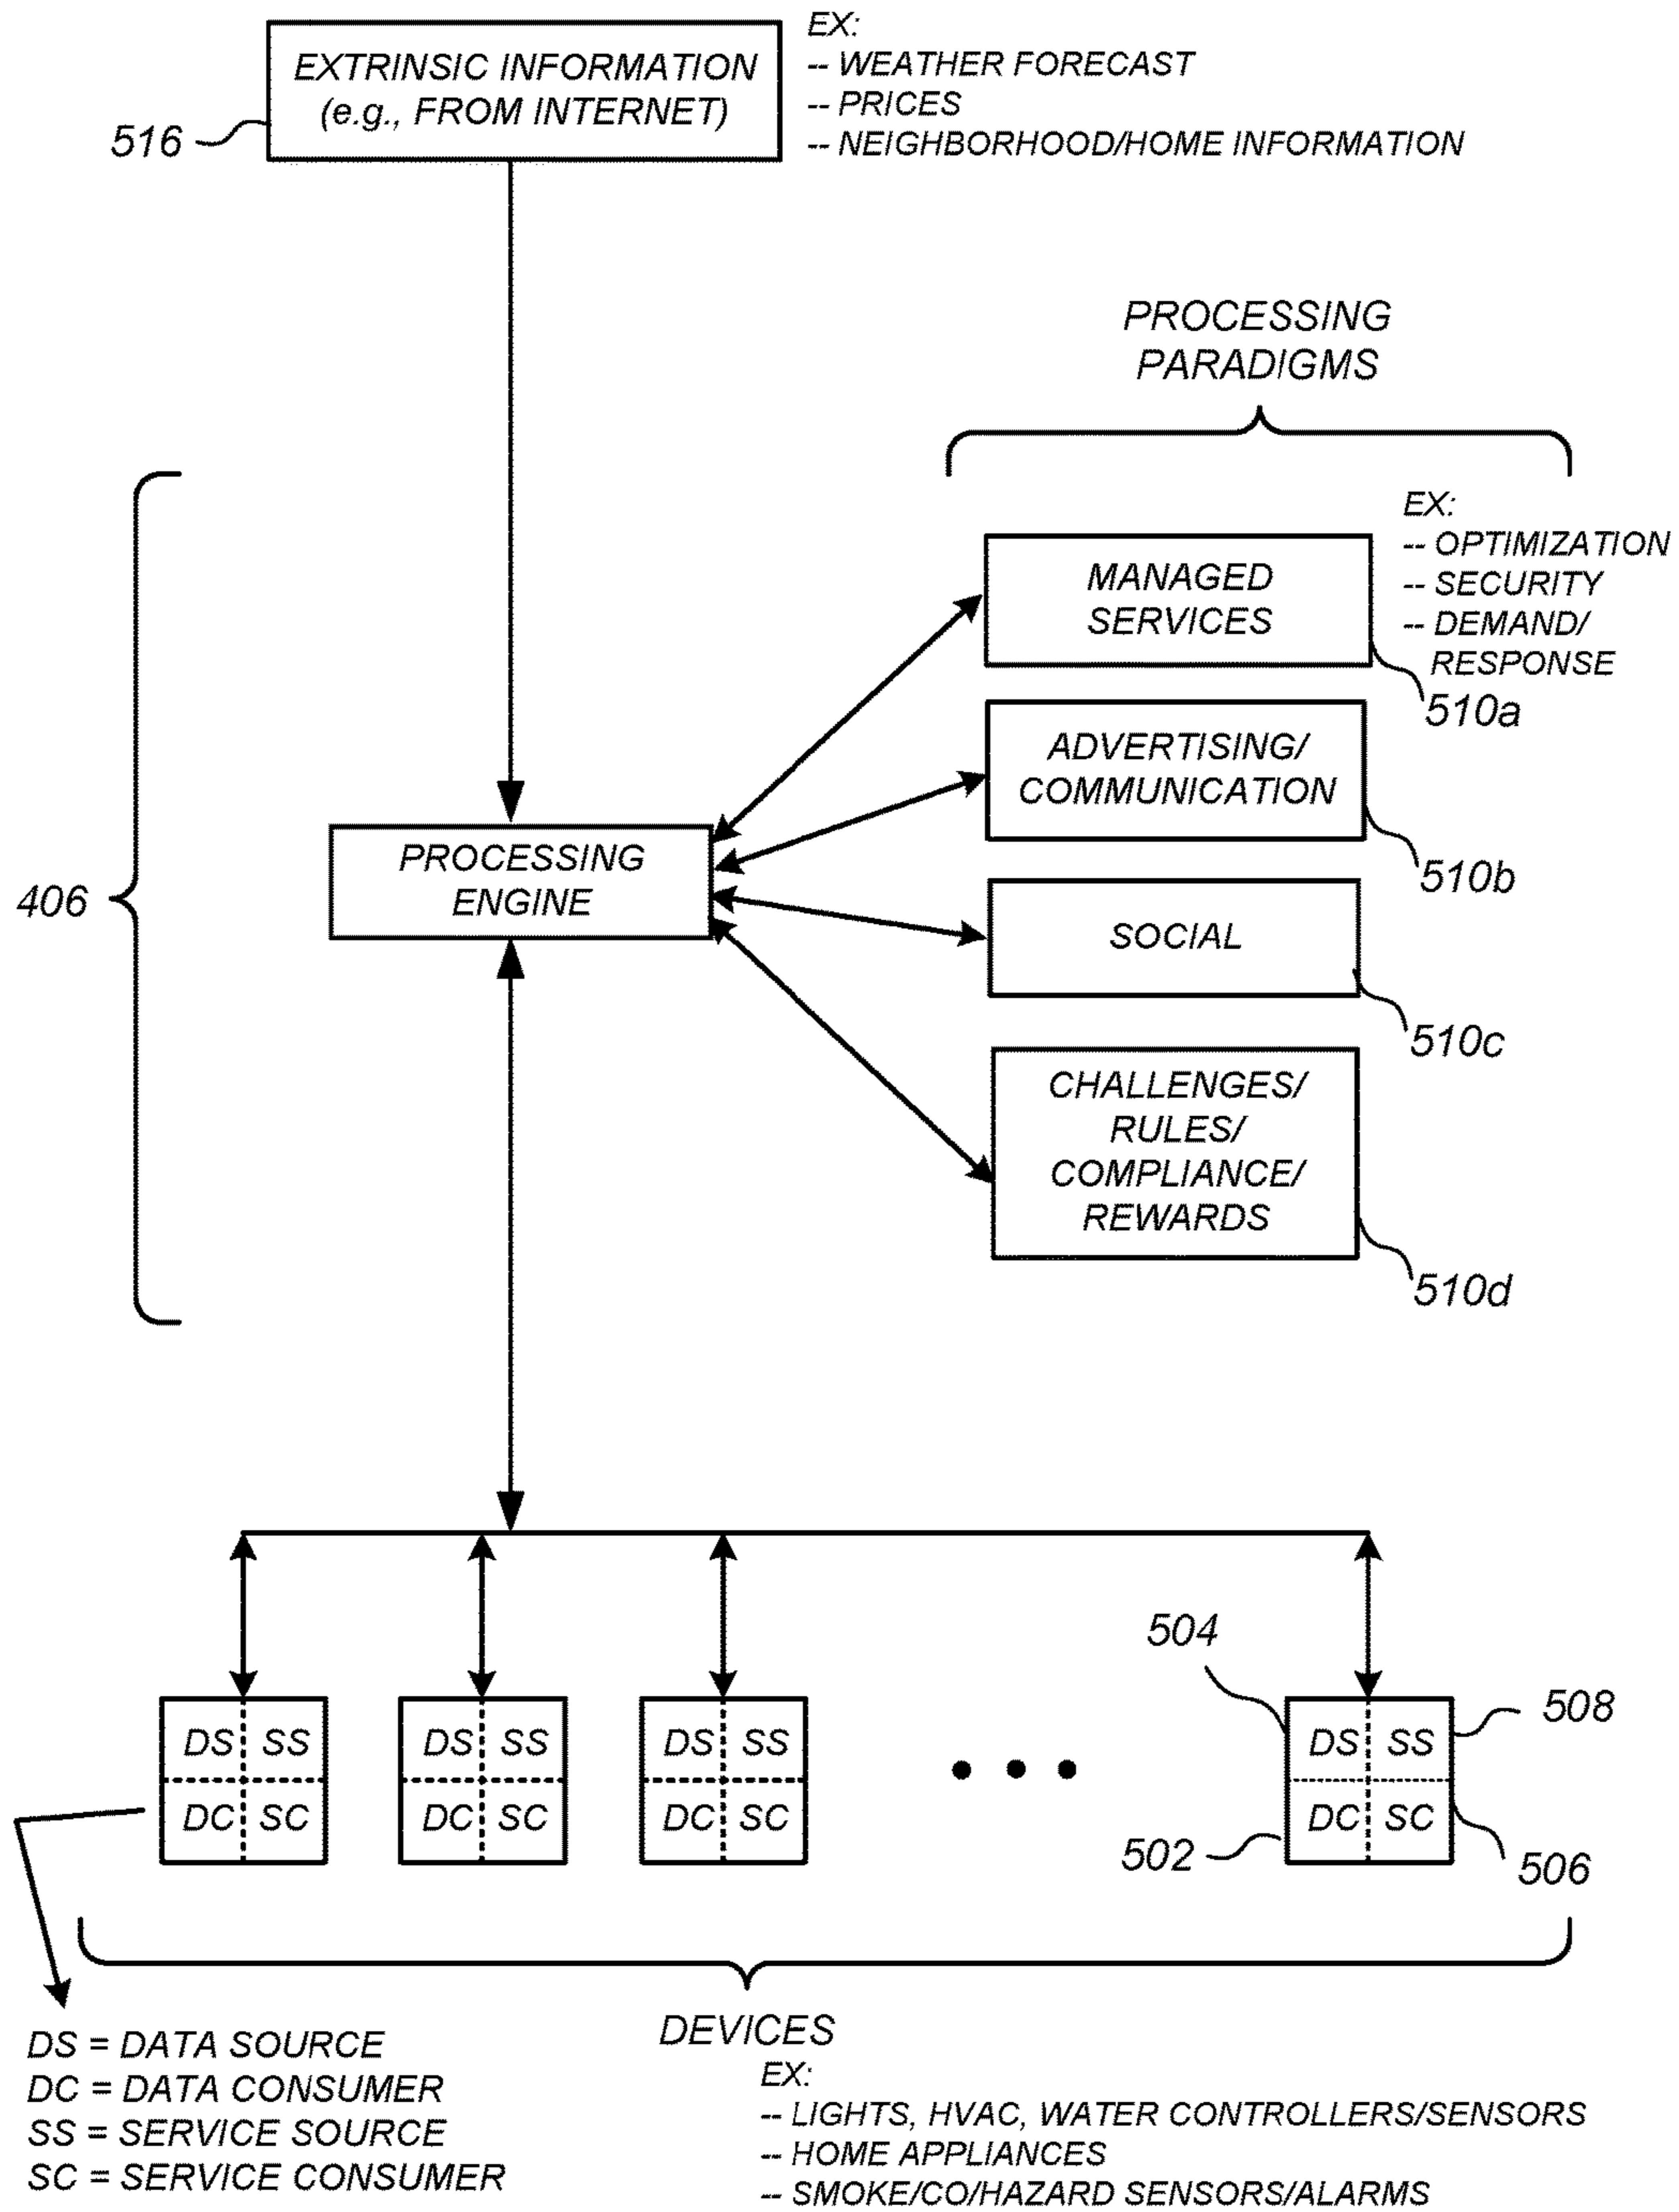 EXTRINSIC INFORMATION
(e.g., FROM INTERNET)
516
EX:
-- WEATHER FORECAST
-- PRICES
-- NEIGHBORHOOD/HOME INFORMATION
PROCESSING
PARADIGMS
406
PROCESSING
ENGINE
MANAGED
SERVICES
EX:
-- OPTIMIZATION
-- SECURITY
-- DEMAND/
RESPONSE
510a
ADVERTISING/
COMMUNICATION
510b
SOCIAL
510c
CHALLENGES/
RULES/
COMPLIANCE/
REWARDS
510d
DS SS
DC SC
DS SS
DC SC
DS SS
DC SC
504
DS SS
DC SC
508
502
506
DS = DATA SOURCE
DC = DATA CONSUMER
SS = SERVICE SOURCE
SC = SERVICE CONSUMER
DEVICES
EX:
-- LIGHTS, HVAC, WATER CONTROLLERS/SENSORS
-- HOME APPLIANCES
-- SMOKE/CO/HAZARD SENSORS/ALARMS